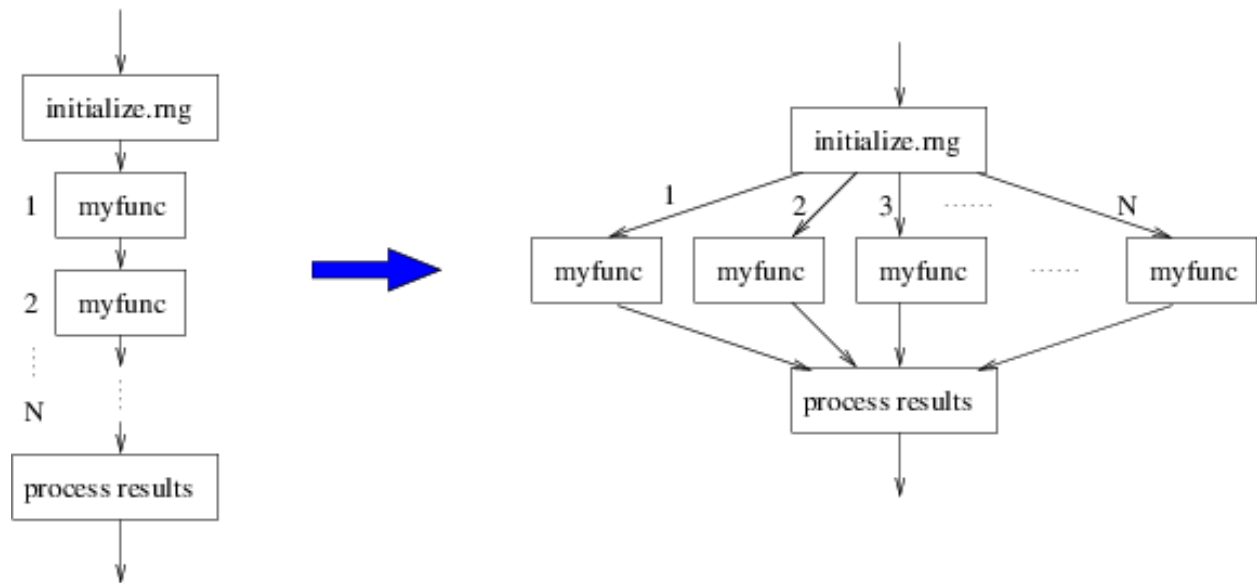 initialize.rng
1 myfunc
2 myfunc
N
process results
initialize.rng
1 2 3 ...... N
myfunc myfunc myfunc ...... myfunc
process results